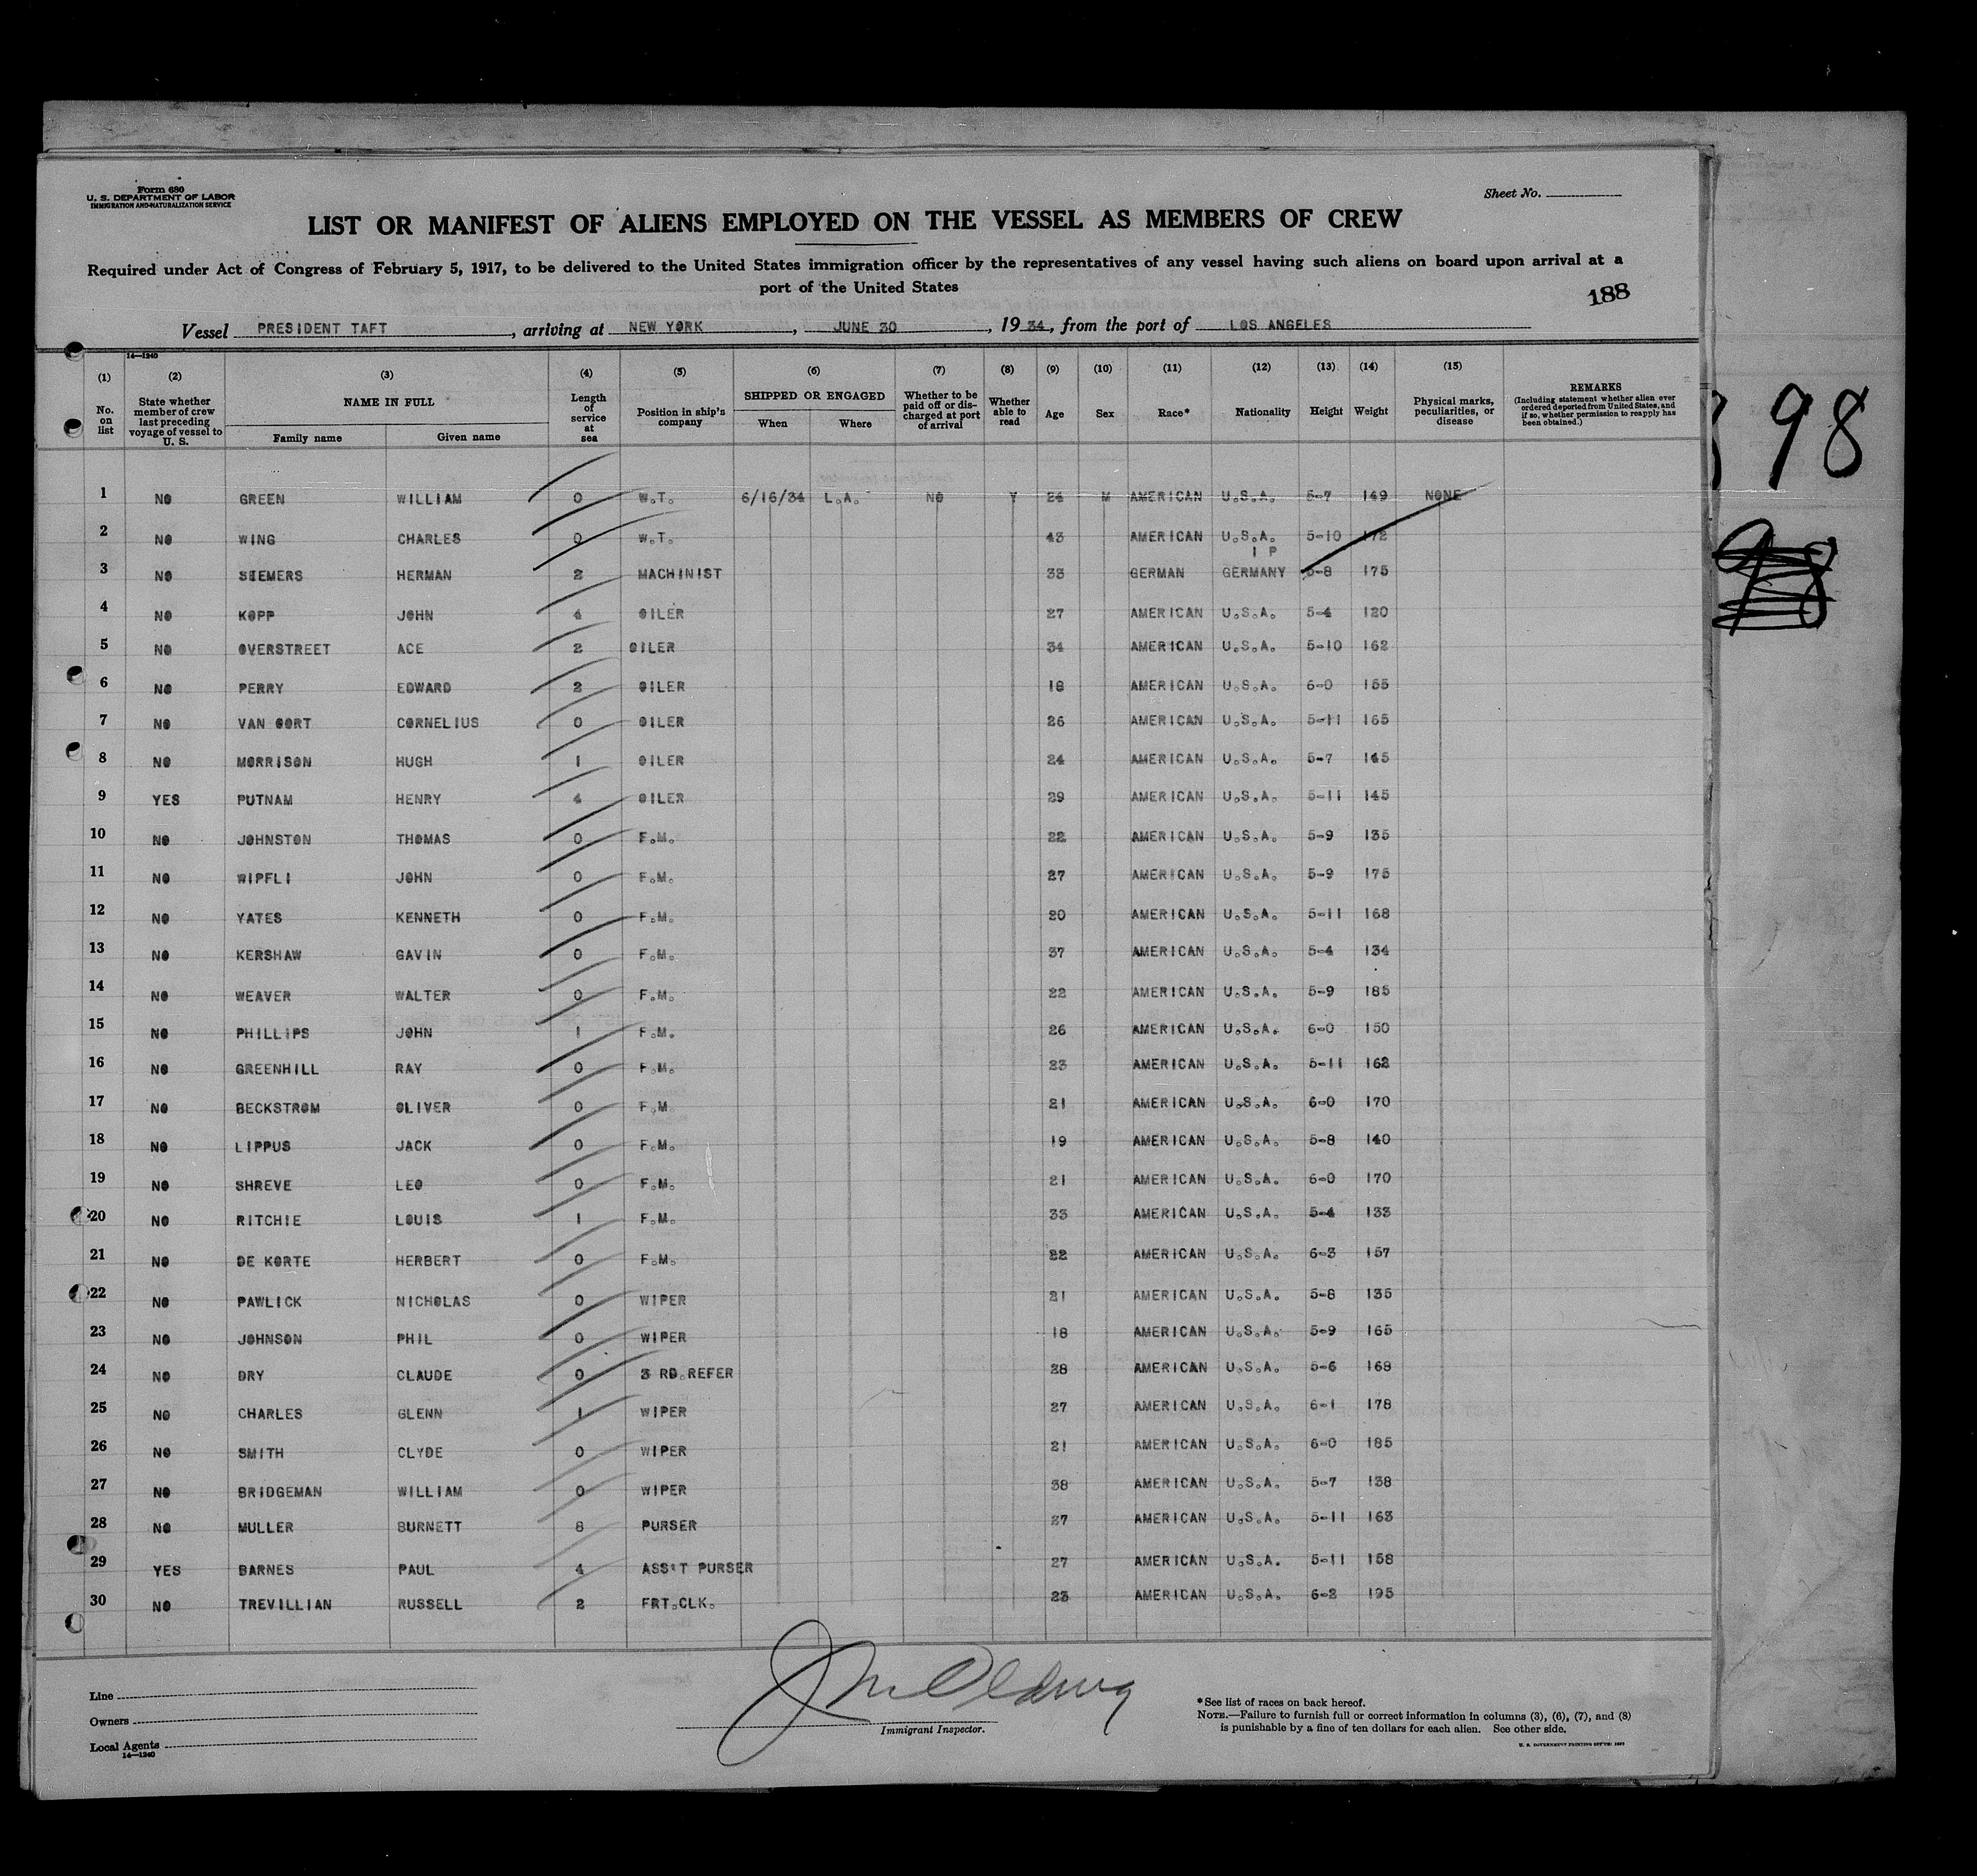 Form 680
U. S. DEPARTMENT OF LABOR
IMMIGRATION AND NATURALIZATION SERVICE
Sheet No.
LIST OR MANIFEST OF ALIENS EMPLOYED ON THE VESSEL AS MEMBERS OF CREW
Required under Act of Congress of February 5, 1917, to be delivered to the United States immigration officer by the representatives of any vessel having such aliens on board upon arrival at a
port of the United States
188
Vessel PRESIDENT TAFT, arriving at NEW YORK, JUNE 30, 1934, from the port of LOS ANGELES
14—1240
(1) No. on list (2) State whether member of crew last preceding voyage of vessel to U. S. (3) NAME IN FULL Family name Given name (4) Length of service at sea (5) Position in ship's company (6) SHIPPED OR ENGAGED When Where (7) Whether to be paid off or discharged at port of arrival (8) Whether able to read (9) Age (10) Sex (11) Race* (12) Nationality (13) Height (14) Weight (15) Physical marks, peculiarities, or disease REMARKS (Including statement whether alien ever ordered deported from United States, and if so, whether permission to reapply has been obtained.)
98
1 NO GREEN WILLIAM 0 W.T. 6/16/34 L.A. NO Y 24 M AMERICAN U.S.A. 5-7 149 NONE
2 NO WING CHARLES 0 W.T. 43 AMERICAN U.S.A. 5-10 172
I P
3 NO SIEMERS HERMAN 2 MACHINIST 33 GERMAN GERMANY 5-8 175
4 NO KOPP JOHN 4 OILER 27 AMERICAN U.S.A. 5-4 120
5 NO OVERSTREET ACE 2 OILER 34 AMERICAN U.S.A. 5-10 162
6 NO PERRY EDWARD 2 OILER 18 AMERICAN U.S.A. 6-0 155
7 NO VAN OORT CORNELIUS 0 OILER 26 AMERICAN U.S.A. 5-11 165
8 NO MORRISON HUGH 1 OILER 24 AMERICAN U.S.A. 5-7 145
9 YES PUTNAM HENRY 4 OILER 29 AMERICAN U.S.A. 5-11 145
10 NO JOHNSTON THOMAS 0 F.M. 22 AMERICAN U.S.A. 5-9 135
11 NO WIPFLI JOHN 0 F.M. 27 AMERICAN U.S.A. 5-9 175
12 NO YATES KENNETH 0 F.M. 20 AMERICAN U.S.A. 5-11 168
13 NO KERSHAW GAVIN 0 F.M. 37 AMERICAN U.S.A. 5-4 134
14 NO WEAVER WALTER 0 F.M. 22 AMERICAN U.S.A. 5-9 185
15 NO PHILLIPS JOHN 1 F.M. 26 AMERICAN U.S.A. 6-0 150
16 NO GREENHILL RAY 0 F.M. 23 AMERICAN U.S.A. 5-11 162
17 NO BECKSTROM OLIVER 0 F.M 21 AMERICAN U.S.A. 6-0 170
18 NO LIPPUS JACK 0 F.M. 19 AMERICAN U.S.A. 5-8 140
19 NO SHREVE LEO 0 F.M. 21 AMERICAN U.S.A. 6-0 170
20 NO RITCHIE LOUIS 1 F.M. 33 AMERICAN U.S.A. 5-4 133
21 NO DE KORTE HERBERT 0 F.M. 22 AMERICAN U.S.A. 6-3 157
22 NO PAWLICK NICHOLAS 0 WIPER 21 AMERICAN U.S.A. 5-8 135
23 NO JOHNSON PHIL 0 WIPER 18 AMERICAN U.S.A. 5-9 165
24 NO DRY CLAUDE 0 3 RD.REFER 28 AMERICAN U.S.A. 5-6 168
25 NO CHARLES GLENN 1 WIPER 27 AMERICAN U.S.A. 6-1 178
26 NO SMITH CLYDE 0 WIPER 21 AMERICAN U.S.A. 6-0 185
27 NO BRIDGEMAN WILLIAM 0 WIPER 38 AMERICAN U.S.A. 5-7 138
28 NO MULLER BURNETT 8 PURSER 27 AMERICAN U.S.A. 5-11 163
29 YES BARNES PAUL 4 ASS'T PURSER 27 AMERICAN U.S.A. 5-11 158
30 NO TREVILLIAN RUSSELL 2 FRT.CLK. 23 AMERICAN U.S.A. 6-2 195
Line
Owners
Local Agents
14—1240
Immigrant Inspector.
*See list of races on back hereof.
NOTE.—Failure to furnish full or correct information in columns (3), (6), (7), and (8)
is punishable by a fine of ten dollars for each alien. See other side.